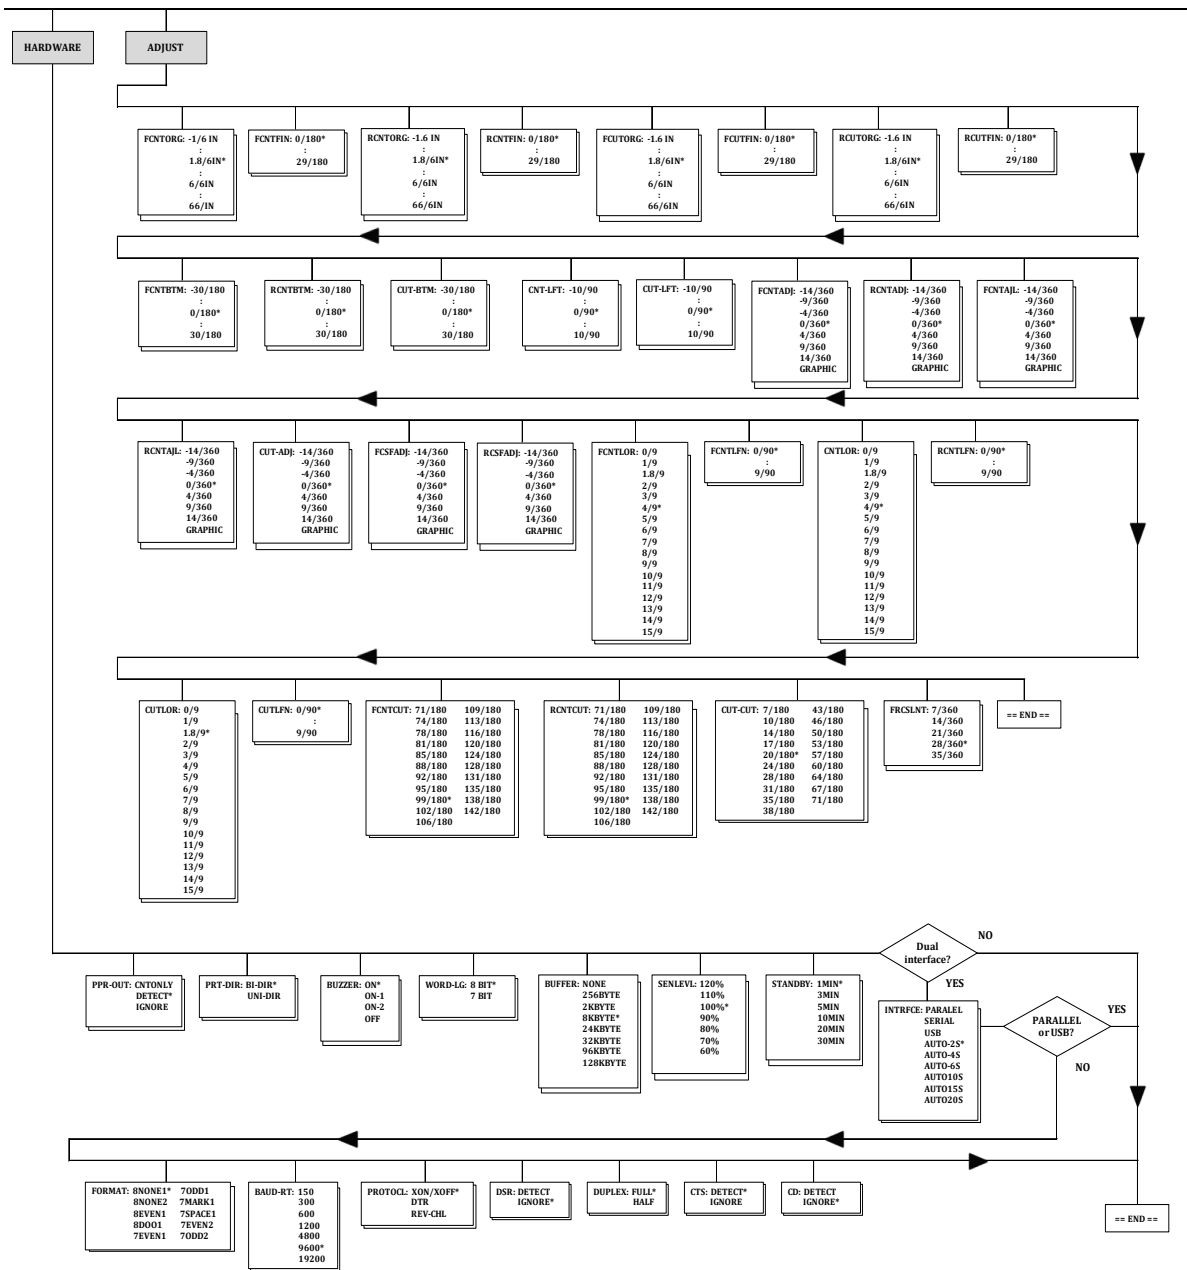 HARDWARE
ADJUST
FCNTORG: -1/6 IN
:
1.8/6IN*
:
6/6IN
:
66/IN
FCNTFIN: 0/180*
:
29/180
RCNTORG: -1.6 IN
:
1.8/6IN*
:
6/6IN
:
66/6IN
RCNTFIN: 0/180*
:
29/180
FCUTORG: -1.6 IN
:
1.8/6IN*
:
6/6IN
:
66/6IN
FCUTFIN: 0/180*
:
29/180
RCUTORG: -1.6 IN
:
1.8/6IN*
:
6/6IN
:
66/6IN
RCUTFIN: 0/180*
:
29/180
FCNTBTM: -30/180
:
0/180*
:
30/180
RCNTBTM: -30/180
:
0/180*
:
30/180
CUT-BTM: -30/180
:
0/180*
:
30/180
CNT-LFT: -10/90
:
0/90*
:
10/90
CUT-LFT: -10/90
:
0/90*
:
10/90
FCNTADJ: -14/360
-9/360
-4/360
0/360*
4/360
9/360
14/360
GRAPHIC
RCNTADJ: -14/360
-9/360
-4/360
0/360*
4/360
9/360
14/360
GRAPHIC
FCNTAJL: -14/360
-9/360
-4/360
0/360*
4/360
9/360
14/360
GRAPHIC
RCNTAJL: -14/360
-9/360
-4/360
0/360*
4/360
9/360
14/360
GRAPHIC
CUT-ADJ: -14/360
-9/360
-4/360
0/360*
4/360
9/360
14/360
GRAPHIC
FCSFADJ: -14/360
-9/360
-4/360
0/360*
4/360
9/360
14/360
GRAPHIC
RCSFADJ: -14/360
-9/360
-4/360
0/360*
4/360
9/360
14/360
GRAPHIC
FCNTLOR: 0/9
1/9
1.8/9
2/9
3/9
4/9*
5/9
6/9
7/9
8/9
9/9
10/9
11/9
12/9
13/9
14/9
15/9
FCNTLFN: 0/90*
:
9/90
CNTLOR: 0/9
1/9
1.8/9
2/9
3/9
4/9*
5/9
6/9
7/9
8/9
9/9
10/9
11/9
12/9
13/9
14/9
15/9
RCNTLFN: 0/90*
:
9/90
CUTLOR: 0/9
1/9
1.8/9*
2/9
3/9
4/9
5/9
6/9
7/9
8/9
9/9
10/9
11/9
12/9
13/9
14/9
15/9
CUTLFN: 0/90*
:
9/90
FCNTCUT: 71/180 109/180
74/180 113/180
78/180 116/180
81/180 120/180
85/180 124/180
88/180 128/180
92/180 131/180
95/180 135/180
99/180* 138/180
102/180 142/180
106/180
RCNTCUT: 71/180 109/180
74/180 113/180
78/180 116/180
81/180 120/180
85/180 124/180
88/180 128/180
92/180 131/180
95/180 135/180
99/180* 138/180
102/180 142/180
106/180
CUT-CUT: 7/180 43/180
10/180 46/180
14/180 50/180
17/180 53/180
20/180* 57/180
24/180 60/180
28/180 64/180
31/180 67/180
35/180 71/180
38/180
FRCSLNT: 7/360
14/360
21/360
28/360*
35/360
== END ==
Dual
interface?
NO
YES
PPR-OUT: CNTONLY
DETECT*
IGNORE
PRT-DIR: BI-DIR*
UNI-DIR
BUZZER: ON*
ON-1
ON-2
OFF
WORD-LG: 8 BIT*
7 BIT
BUFFER: NONE
256BYTE
2KBYTE
8KBYTE*
24KBYTE
32KBYTE
96KBYTE
128KBYTE
SENLEVL: 120%
110%
100%*
90%
80%
70%
60%
STANDBY: 1MIN*
3MIN
5MIN
10MIN
20MIN
30MIN
INTRFCE: PARALEL
SERIAL
USB
AUTO-2S*
AUTO-4S
AUTO-6S
AUTO10S
AUTO15S
AUTO20S
PARALLEL
or USB?
YES
NO
FORMAT: 8NONE1* 7ODD1
8NONE2 7MARK1
8EVEN1 7SPACE1
8DOO1 7EVEN2
7EVEN1 7ODD2
BAUD-RT: 150
300
600
1200
4800
9600*
19200
PROTOCL: XON/XOFF*
DTR
REV-CHL
DSR: DETECT
IGNORE*
DUPLEX: FULL*
HALF
CTS: DETECT*
IGNORE
CD: DETECT
IGNORE*
== END ==